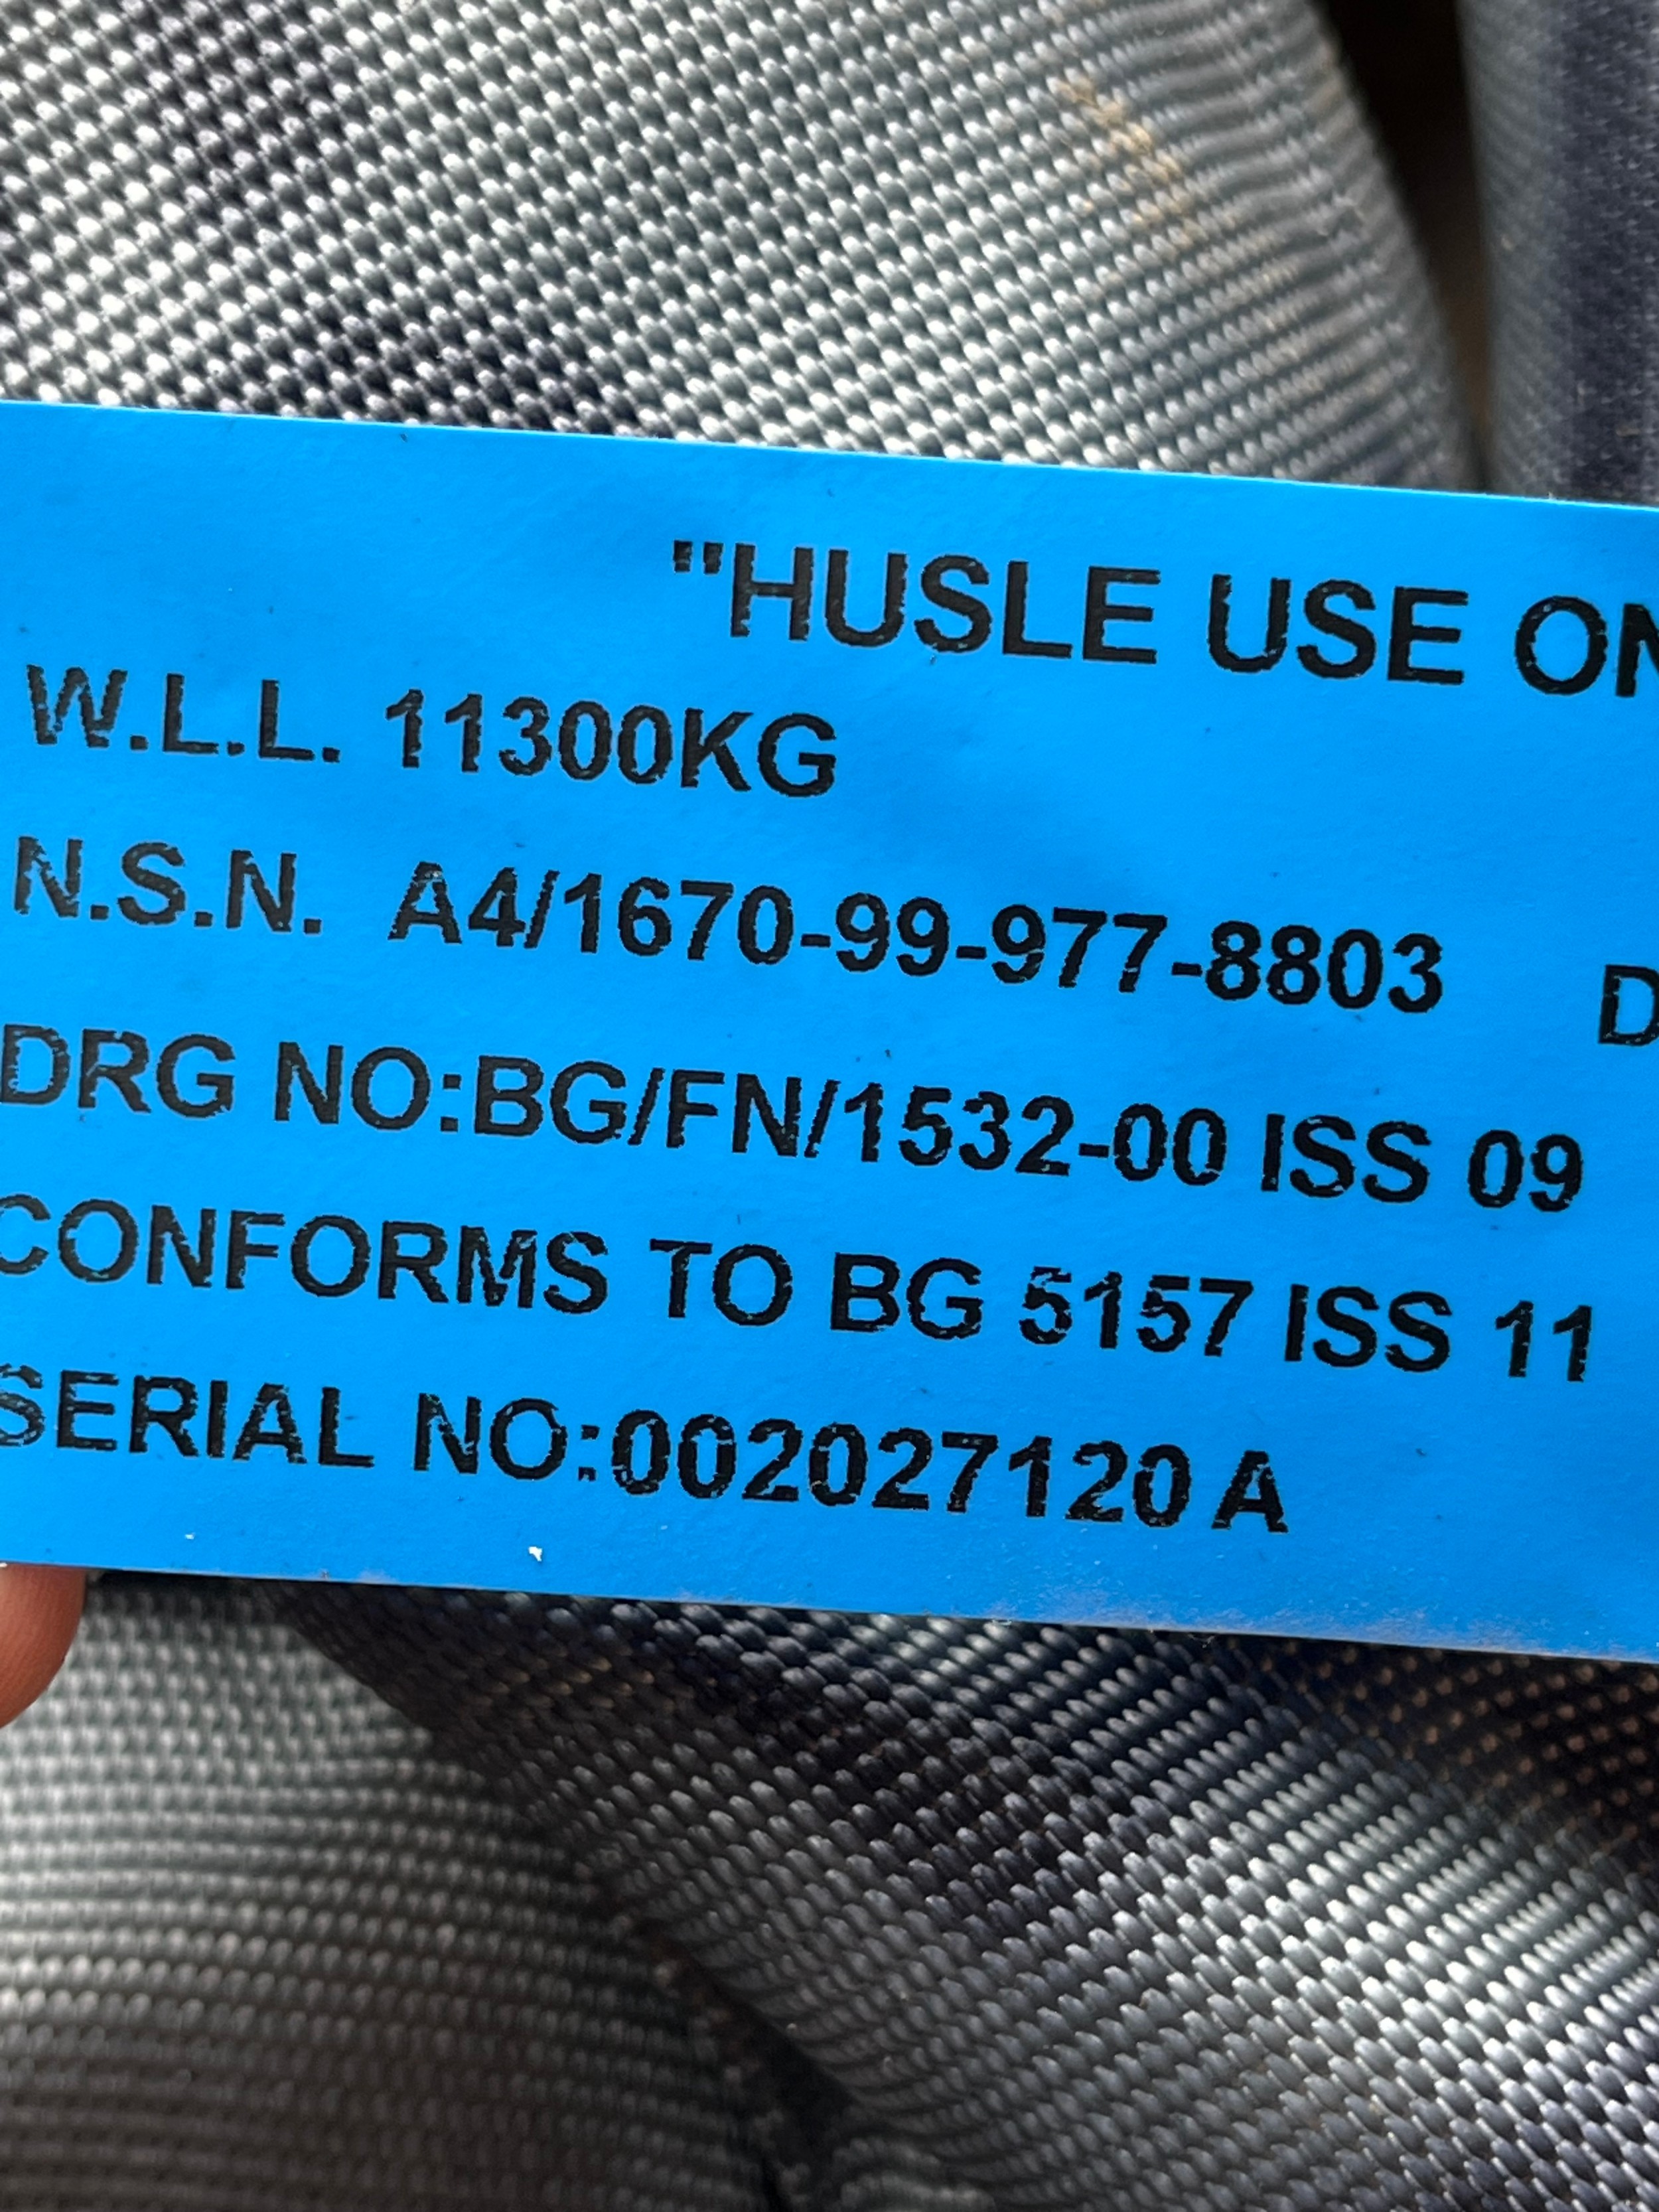 "HUSLE USE
W.L.L. 11300KG
N.S.N. A4/1670-99-977-8803
DRG NO:BG/FN/1532-00 ISS 09
CONFORMS TO BG 5157 ISS 11
SERIAL NO:002027120 A